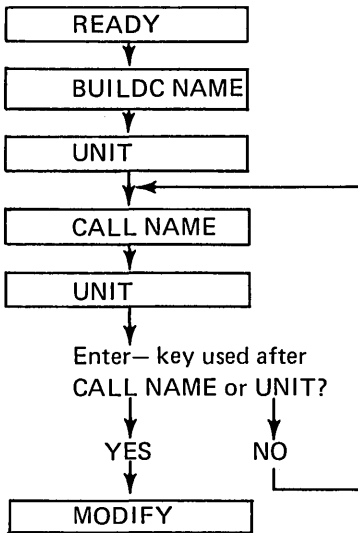 READY
BUILDC NAME
UNIT
CALL NAME
UNIT
Enter— key used after
CALL NAME or UNIT?
YES NO
MODIFY